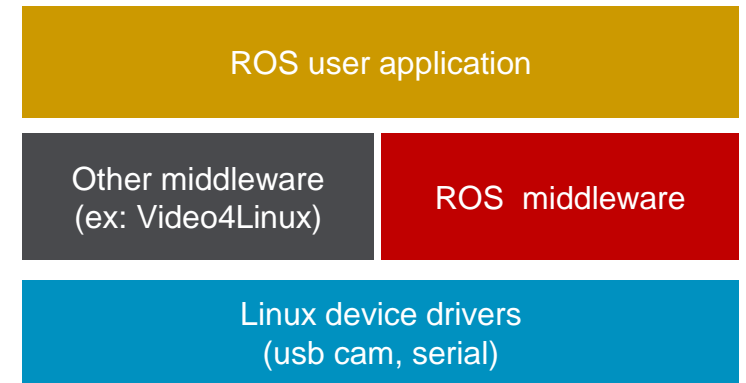 ROS user application
Other middleware
(ex: Video4Linux)
ROS middleware
Linux device drivers
(usb cam, serial)